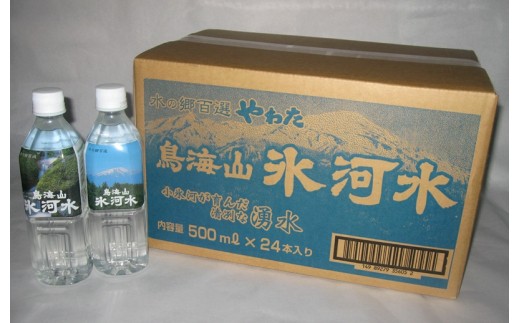 水の郷百選 やわた
鳥海山 氷河水
小氷河が育んだ
清冽な湧水
内容量 500mℓ×24本入り
鳥海山
氷河水
鳥海山
氷河水